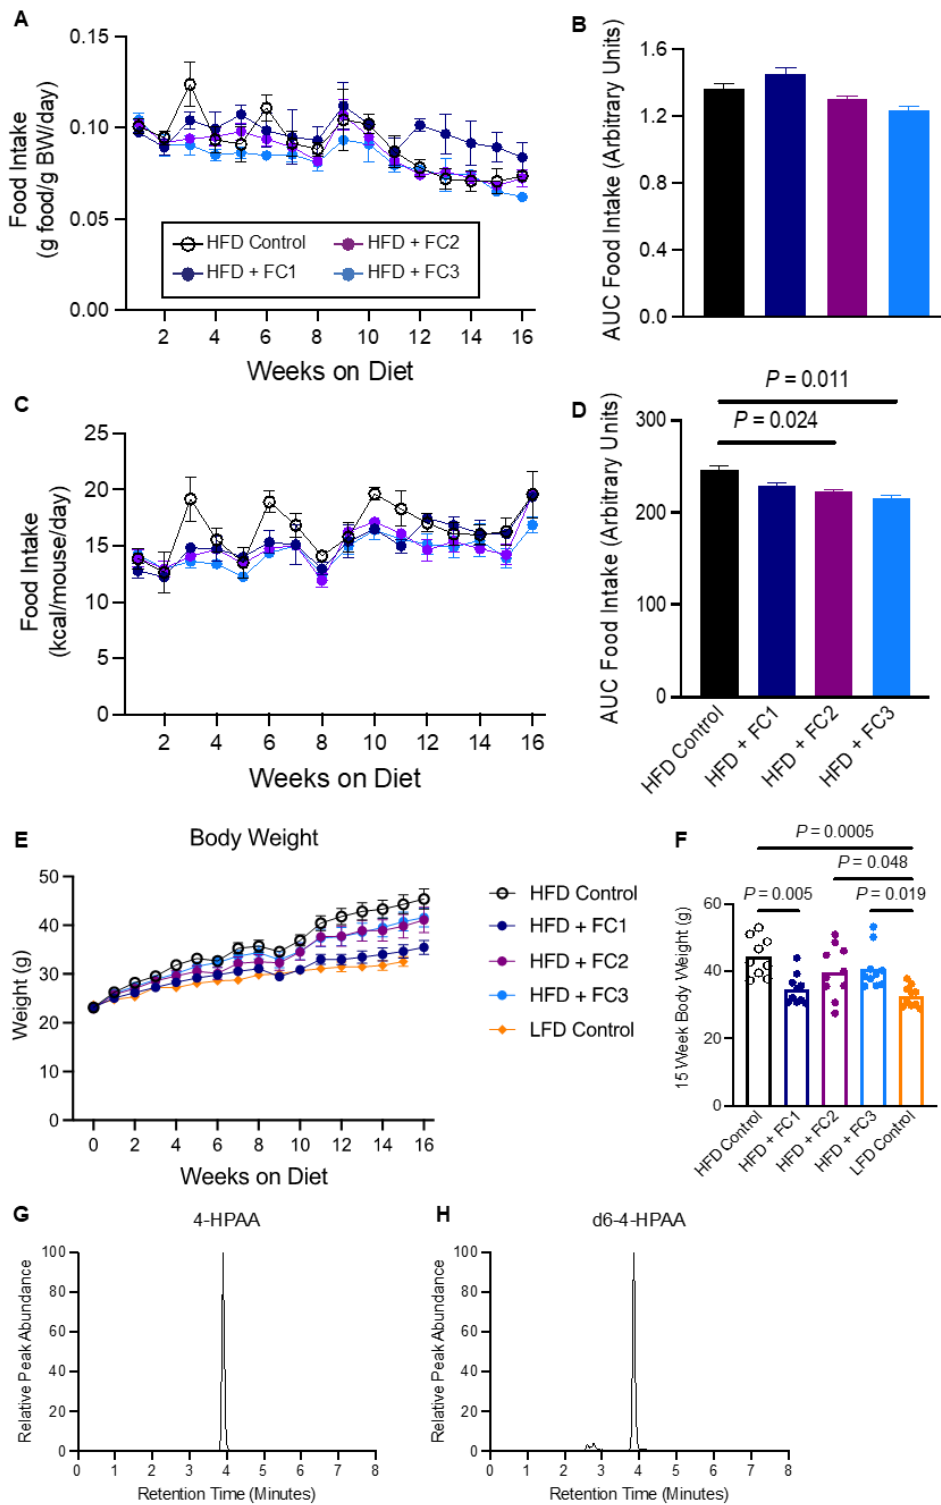 A
Food Intake
(g food/g BW/day)
0.15
0.10
0.05
0.00
HFD Control
HFD + FC2
HFD + FC1
HFD + FC3
2 4 6 8 10 12 14 16
Weeks on Diet
B
AUC Food Intake (Arbitrary Units)
1.6
1.2
0.8
0.4
0.0
C
Food Intake
(kcal/mouse/day)
25
20
15
10
5
0
2 4 6 8 10 12 14 16
Weeks on Diet
D
AUC Food Intake (Arbitrary Units)
P = 0.011
P = 0.024
300
200
100
0
HFD Control
HFD + FC1
HFD + FC2
HFD + FC3
E
Body Weight
Weight (g)
50
40
30
20
10
0
0 2 4 6 8 10 12 14 16
Weeks on Diet
HFD Control
HFD + FC1
HFD + FC2
HFD + FC3
LFD Control
F
P = 0.0005
P = 0.048
P = 0.005
P = 0.019
15 Week Body Weight (g)
60
40
20
0
HFD Control
HFD + FC1
HFD + FC2
HFD + FC3
LFD Control
G
4-HPAA
Relative Peak Abundance
100
80
60
40
20
0
0 1 2 3 4 5 6 7 8
Retention Time (Minutes)
H
d6-4-HPAA
Relative Peak Abundance
100
80
60
40
20
0
0 1 2 3 4 5 6 7 8
Retention Time (Minutes)